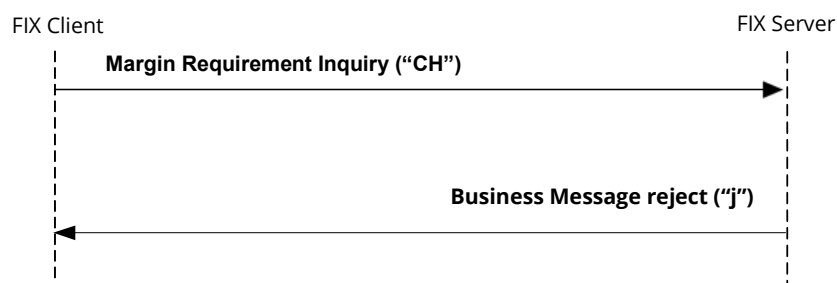 FIX Client
FIX Server
Margin Requirement Inquiry (“CH”)
Business Message reject (“j”)